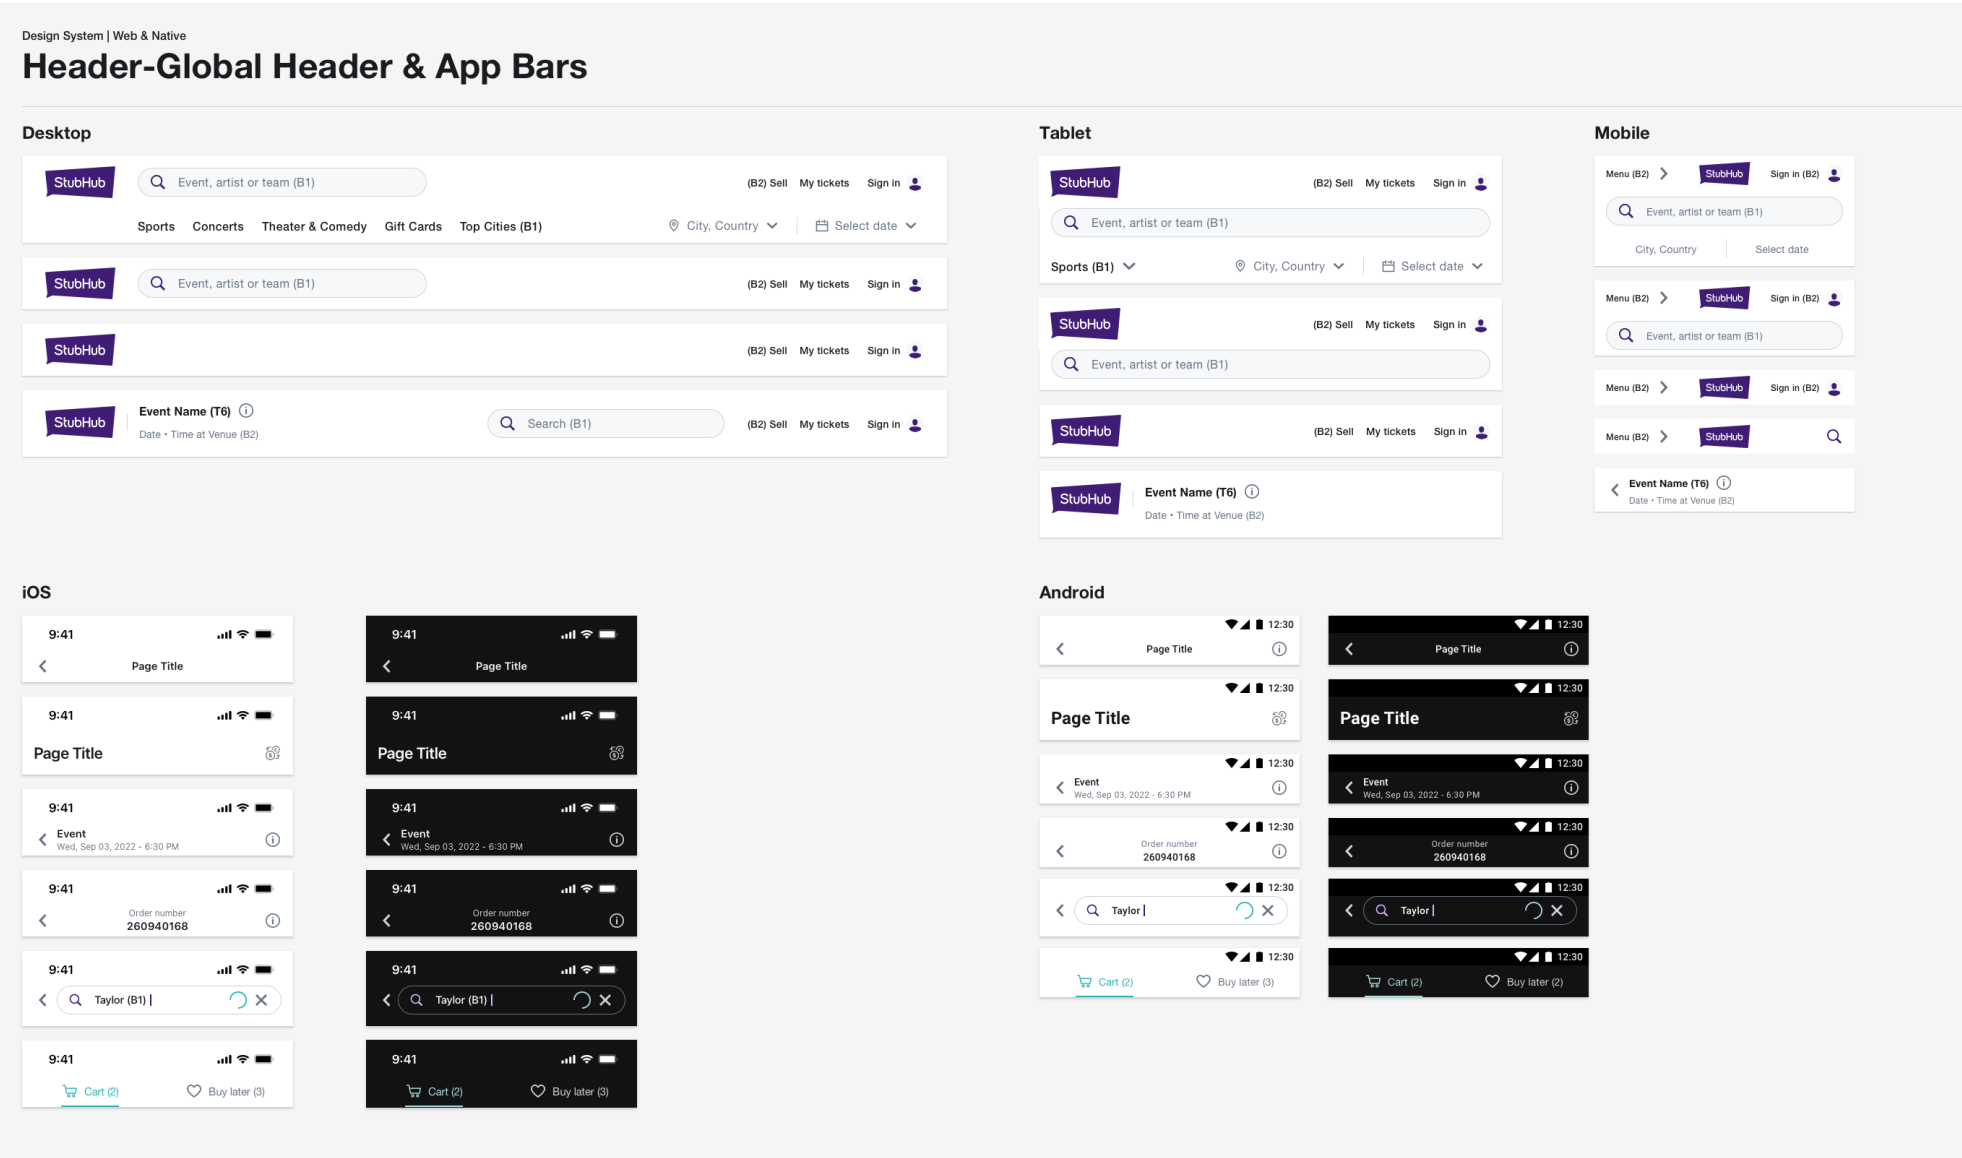 Design System | Web & Native
Header-Global Header & App Bars
Desktop
StubHub
Event, artist or team (B1)
(B2) Sell My tickets Sign in
Sports Concerts Theater & Comedy Gift Cards Top Cities (B1)
City, Country
Select date
StubHub
Event, artist or team (B1)
(B2) Sell My tickets Sign in
StubHub
(B2) Sell My tickets Sign in
StubHub
Event Name (T6)
Date • Time at Venue (B2)
Search (B1)
(B2) Sell My tickets Sign in
Tablet
StubHub
(B2) Sell My tickets Sign in
Event, artist or team (B1)
Sports (B1)
City, Country
Select date
StubHub
(B2) Sell My tickets Sign in
Event, artist or team (B1)
StubHub
(B2) Sell My tickets Sign in
StubHub
Event Name (T6)
Date • Time at Venue (B2)
Mobile
Menu (B2)
StubHub
Sign in (B2)
Event, artist or team (B1)
City, Country
Select date
Menu (B2)
StubHub
Sign in (B2)
Event, artist or team (B1)
Menu (B2)
StubHub
Sign in (B2)
Menu (B2)
StubHub
Event Name (T6)
Date • Time at Venue (B2)
iOS
9:41
Page Title
9:41
Page Title
9:41
Event
Wed, Sep 03, 2022 - 6:30 PM
9:41
Order number
260940168
9:41
Taylor (B1)
9:41
Cart (2)
Buy later (3)
9:41
Page Title
9:41
Page Title
9:41
Event
Wed, Sep 03, 2022 - 6:30 PM
9:41
Order number
260940168
9:41
Taylor (B1)
9:41
Cart (2)
Buy later (3)
Android
12:30
Page Title
12:30
Page Title
12:30
Event
Wed, Sep 03, 2022 - 6:30 PM
12:30
Order number
260940168
12:30
Taylor
12:30
Cart (2)
Buy later (3)
12:30
Page Title
12:30
Page Title
12:30
Event
Wed, Sep 03, 2022 - 6:30 PM
12:30
Order number
260940168
12:30
Taylor
12:30
Cart (2)
Buy later (2)